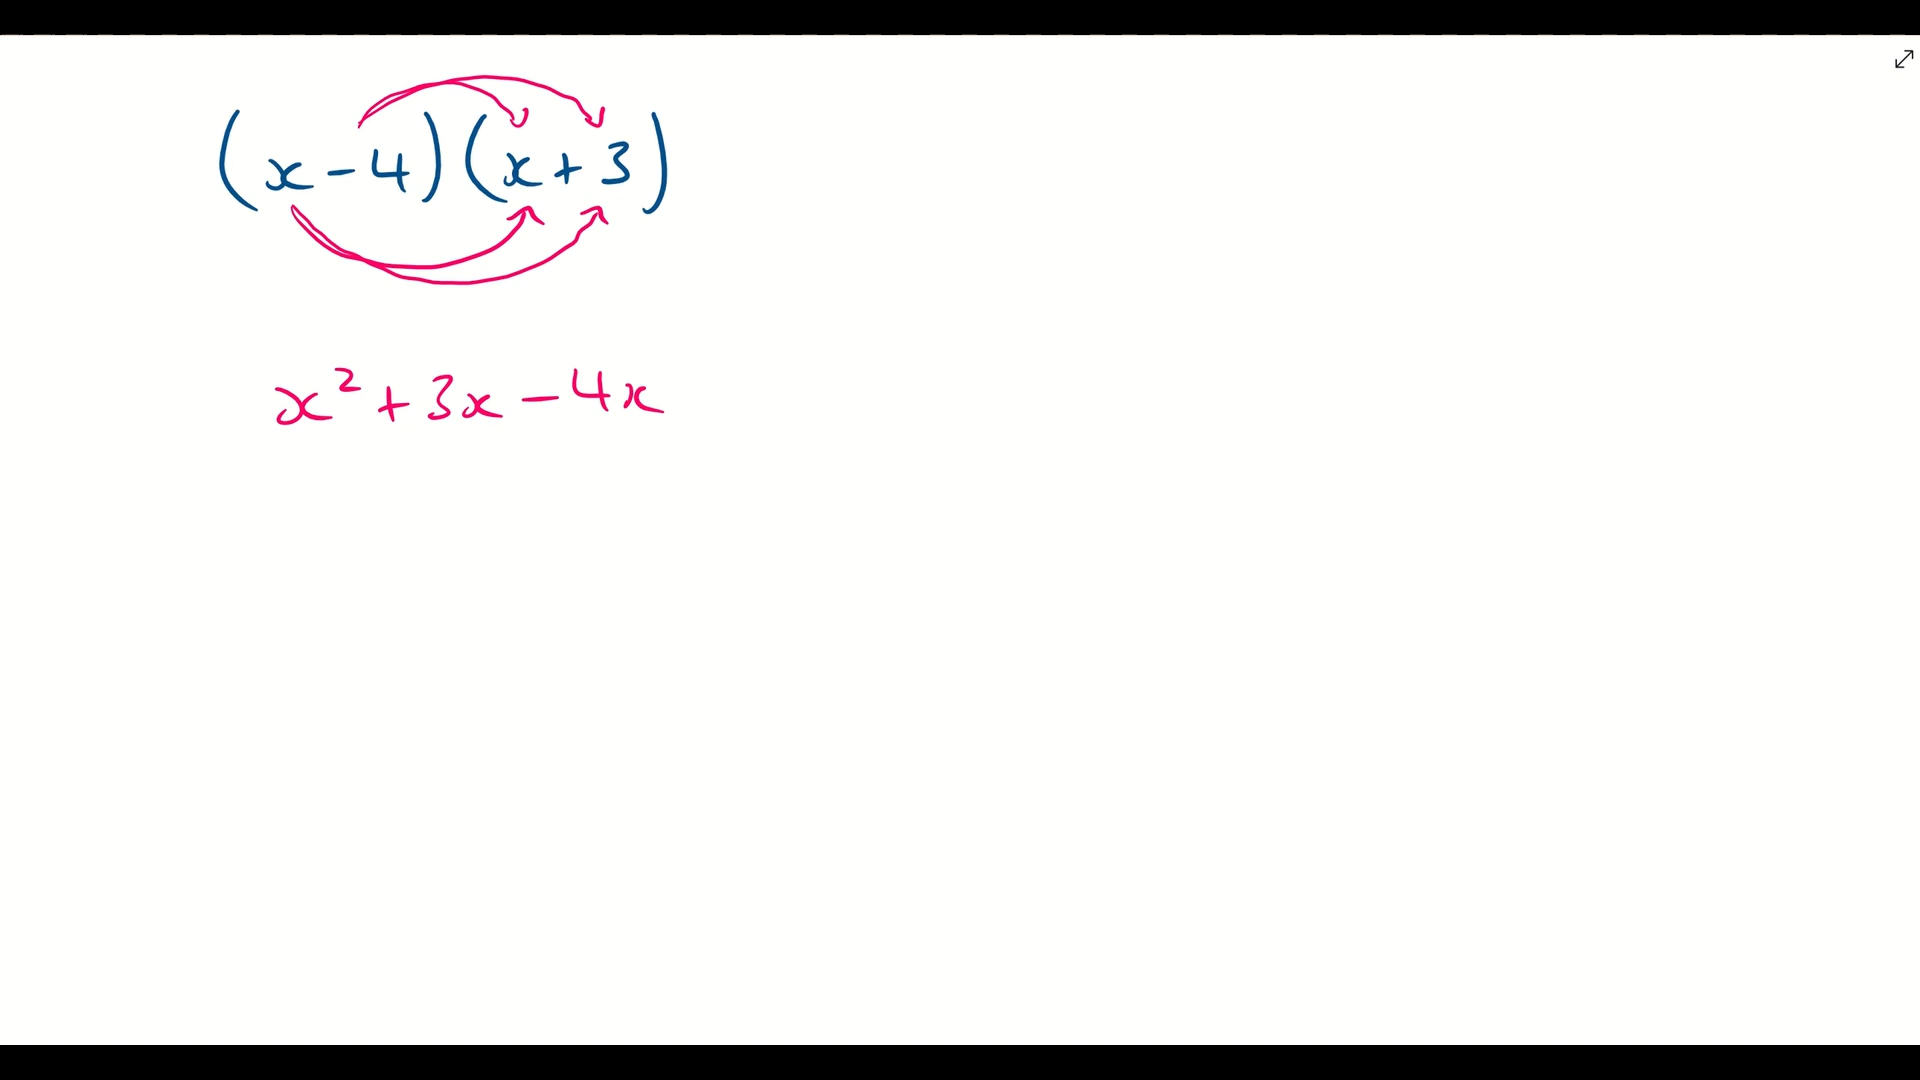 (x - 4)(x + 3)
x² + 3x - 4x